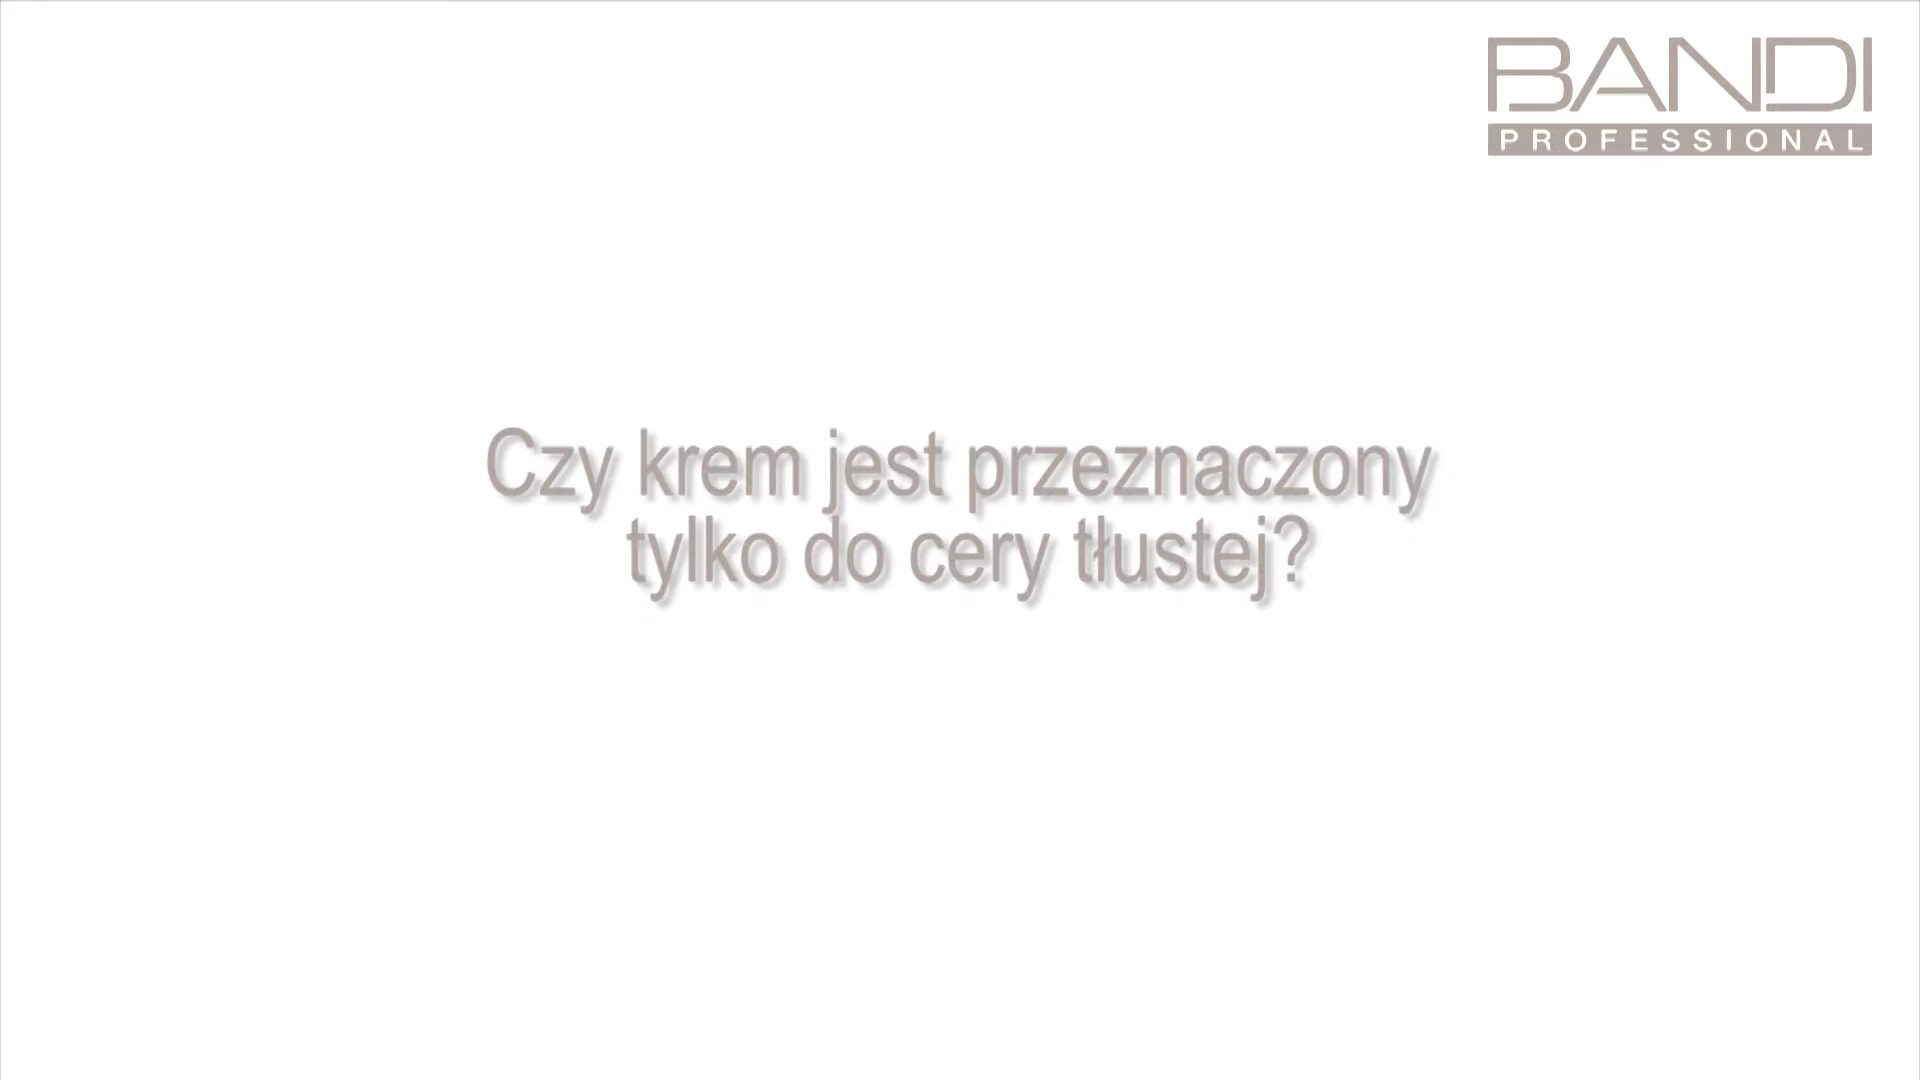 BANDI
PROFESSIONAL
Czy krem jest przeznaczony
tylko do cery tłustej?